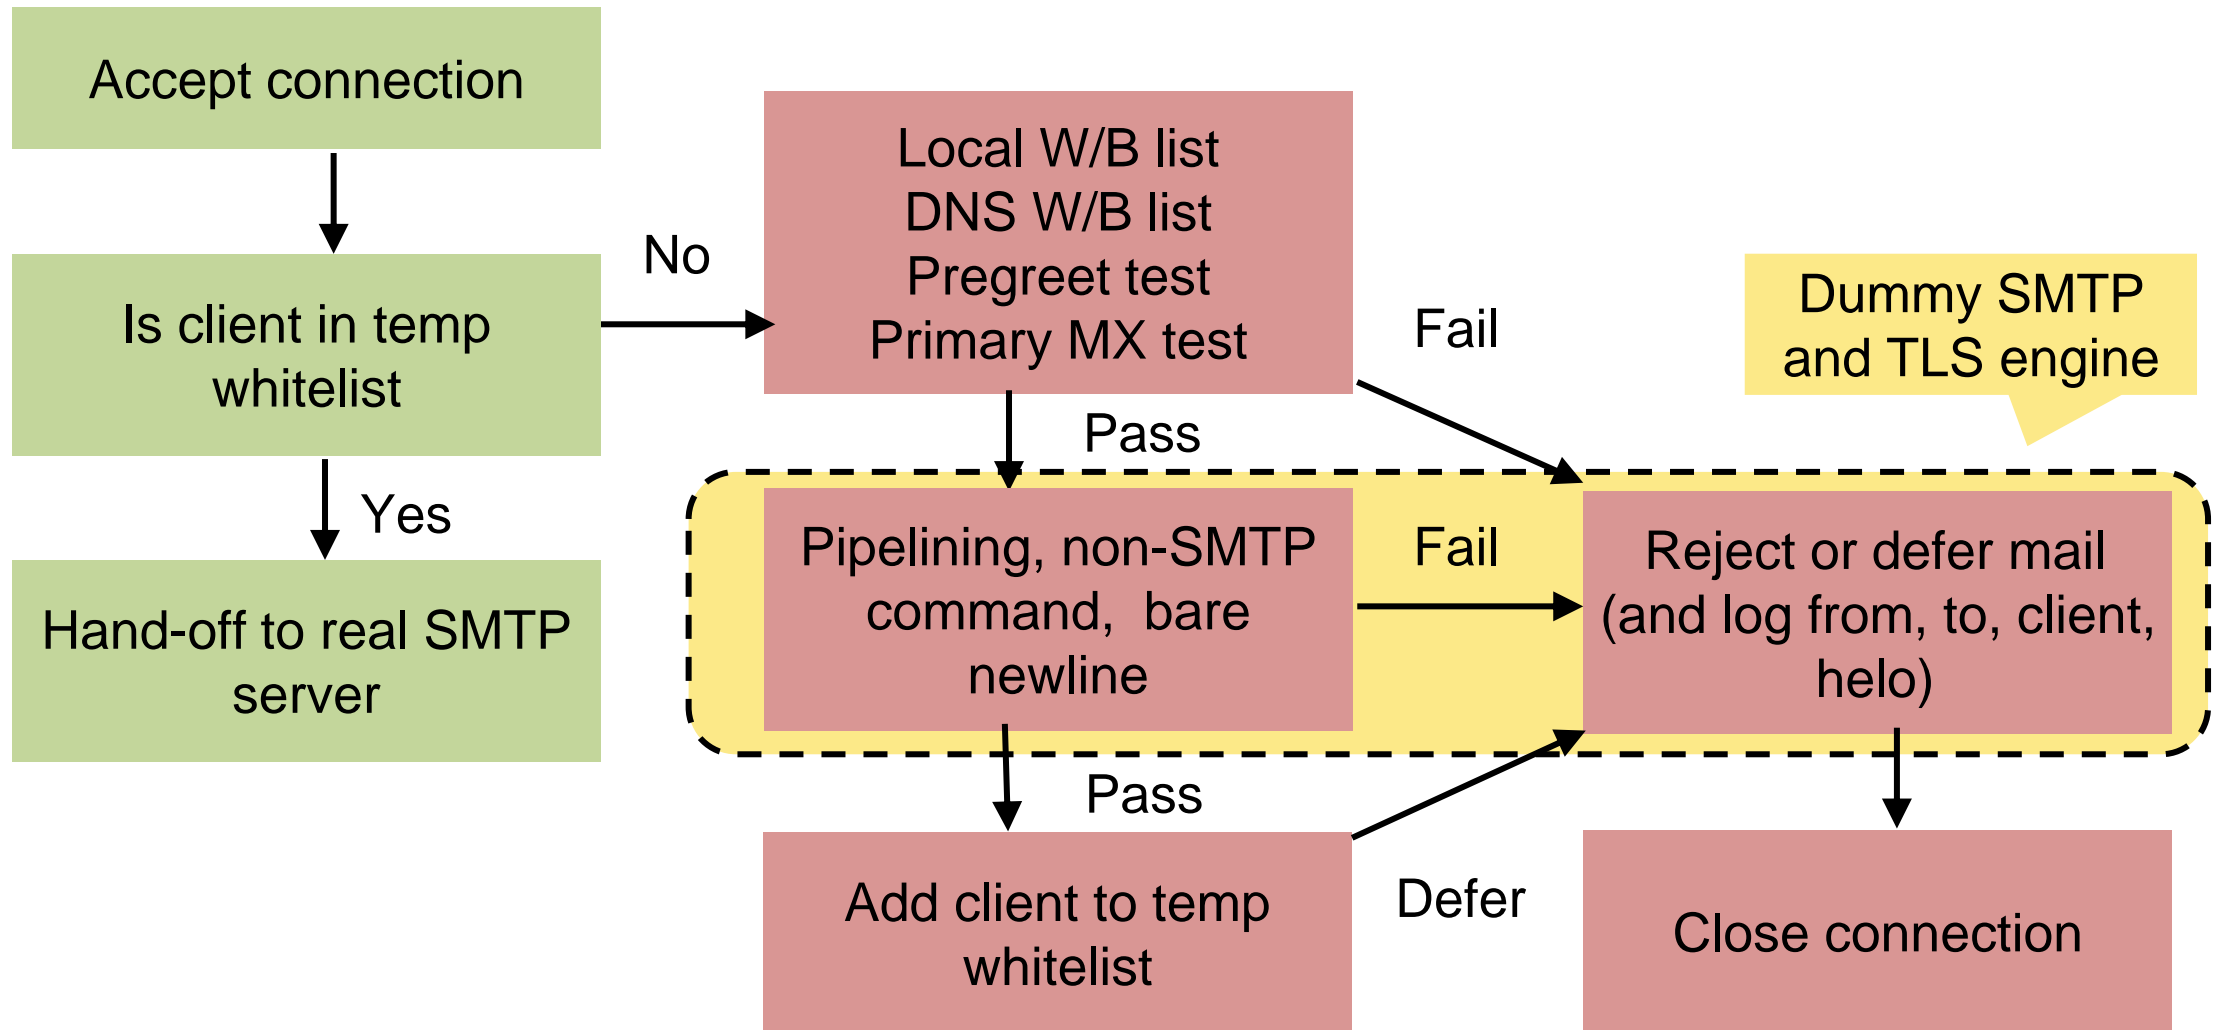 Accept connection
Is client in temp
whitelist
No
Yes
Hand-off to real SMTP
server
Local W/B list
DNS W/B list
Pregreet test
Primary MX test
Fail
Pass
Dummy SMTP
and TLS engine
Pipelining, non-SMTP
command,  bare
newline
Fail
Reject or defer mail
(and log from, to, client,
helo)
Pass
Add client to temp
whitelist
Defer
Close connection